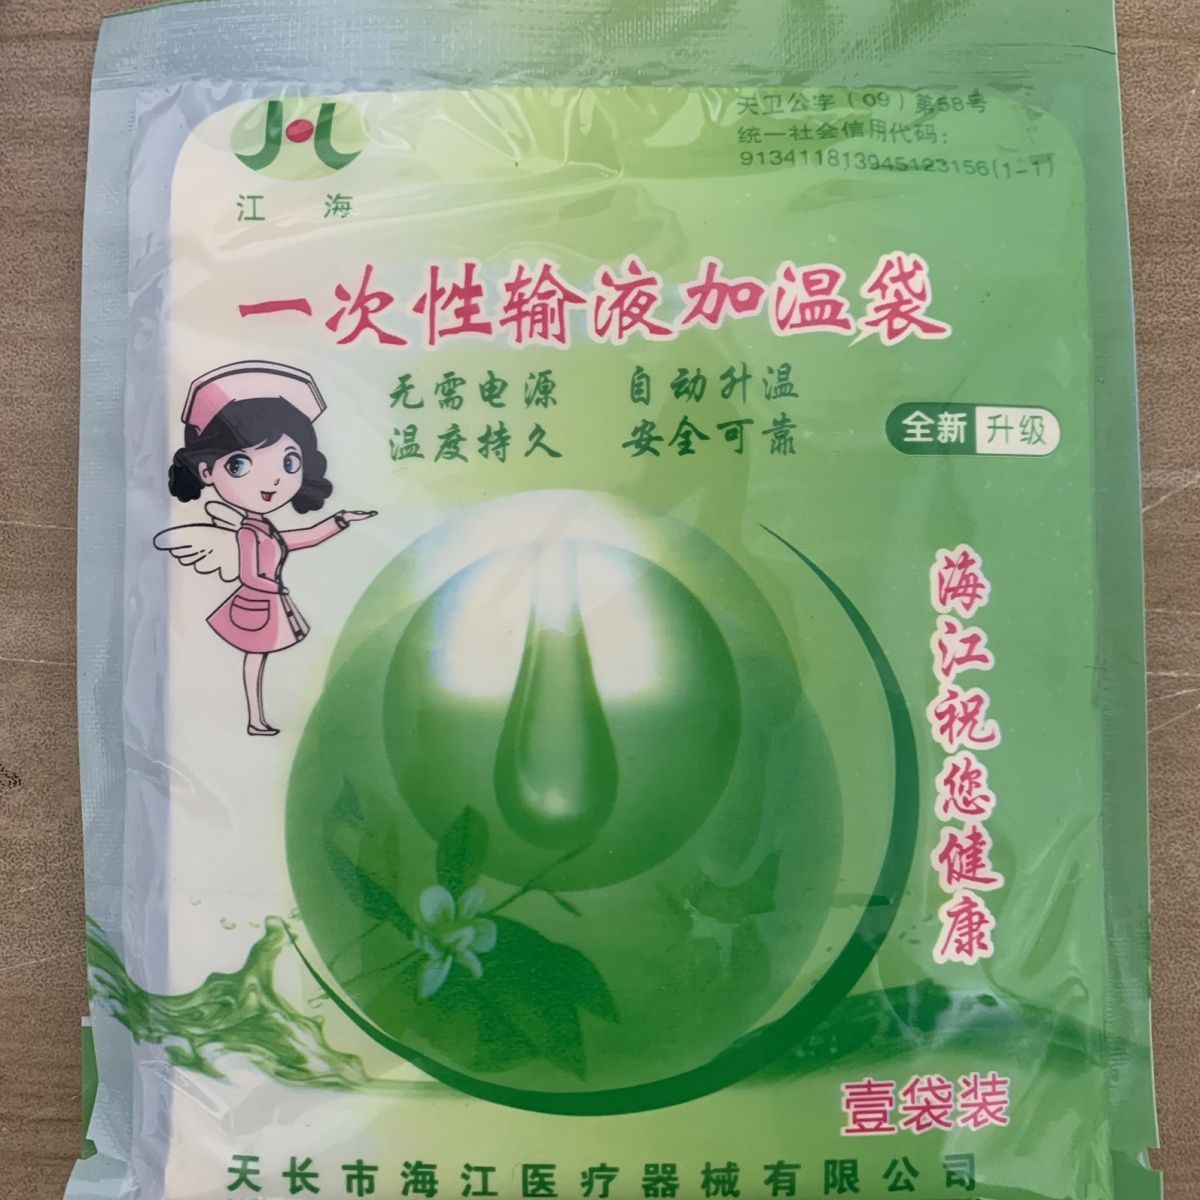 天卫公字（09）第58号
统一社会信用代码：
913411813945123156(1-1)
江海
一次性输液加温袋
无需电源 自动升温
温度持久 安全可靠
全新升级
海江祝您健康
壹袋装
天长市海江医疗器械有限公司